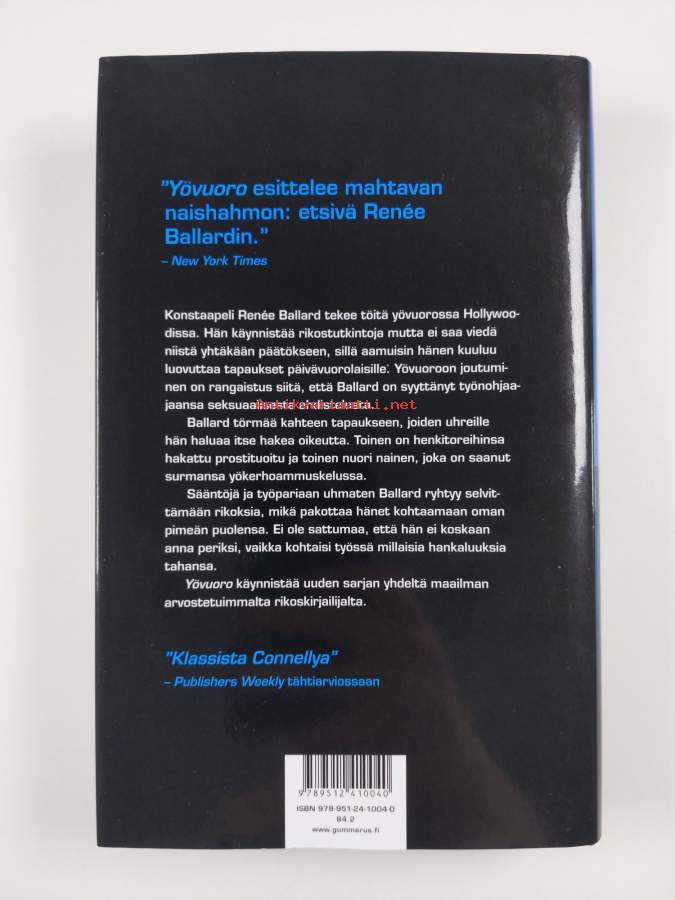 "Yövuoro esittelee mahtavan
naishahmon: etsivä Renée
Ballardin."
– New York Times
Konstaapeli Renée Ballard tekee töitä yövuorossa Hollywoo-
dissa. Hän käynnistää rikostutkintoja mutta ei saa viedä
niistä yhtäkään päätökseen, sillä aamuisin hänen kuuluu
luovuttaa tapaukset päivävuorolaisille. Yövuoroon joutumi-
nen on rangaistus siitä, että Ballard on syyttänyt työnohjaa-
jaansa seksuaalisesta ahdistelusta.
Ballard törmää kahteen tapaukseen, joiden uhreille
hän haluaa itse hakea oikeutta. Toinen on henkitoreihinsa
hakattu prostituoitu ja toinen nuori nainen, joka on saanut
surmansa yökerhoammuskelussa.
Sääntöjä ja työpariaan uhmaten Ballard ryhtyy selvit-
tämään rikoksia, mikä pakottaa hänet kohtaamaan oman
pimeän puolensa. Ei ole sattumaa, että hän ei koskaan
anna periksi, vaikka kohtaisi työssä millaisia hankaluuksia
tahansa.
Yövuoro käynnistää uuden sarjan yhdeltä maailman
arvostetuimmalta rikoskirjailijalta.
"Klassista Connellya"
– Publishers Weekly tähtiarviossaan
9 789512 410040
ISBN 978-951-24-1004-0
84.2
www.gummerus.fi